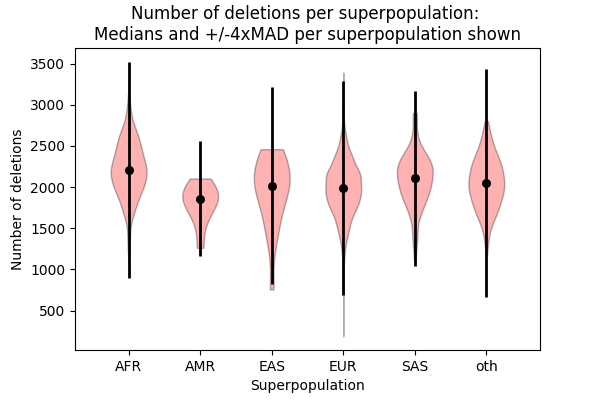 Number of deletions per superpopulation:
Medians and +/-4xMAD per superpopulation shown
Number of deletions
3500
3000
2500
2000
1500
1000
500
AFR AMR EAS EUR SAS oth
Superpopulation